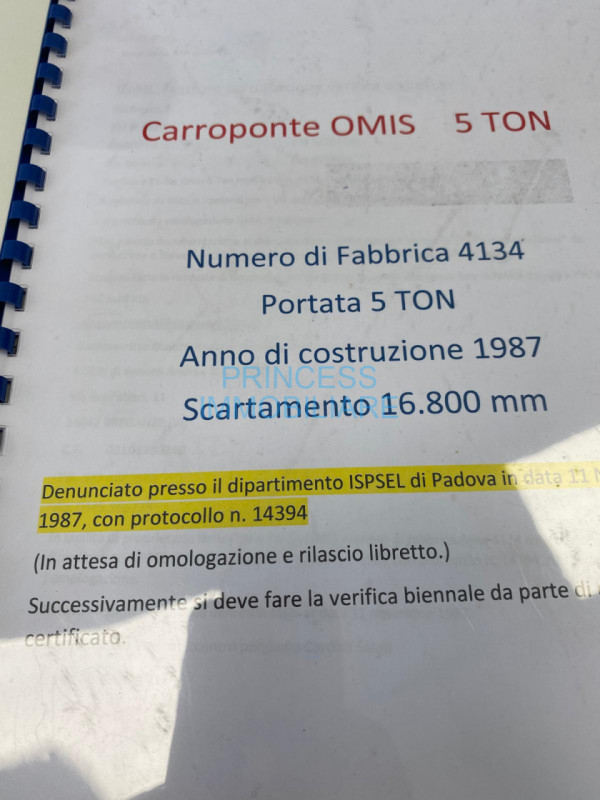 Carroponte OMIS 5 TON
Numero di Fabbrica 4134
Portata 5 TON
Anno di costruzione 1987
PRINCESS
IMMOBILIARE
Scartamento 16.800 mm
Denunciato presso il dipartimento ISPSEL di Padova in data 11
1987, con protocollo n. 14394
(In attesa di omologazione e rilascio libretto.)
Successivamente si deve fare la verifica biennale da parte di
certificato.